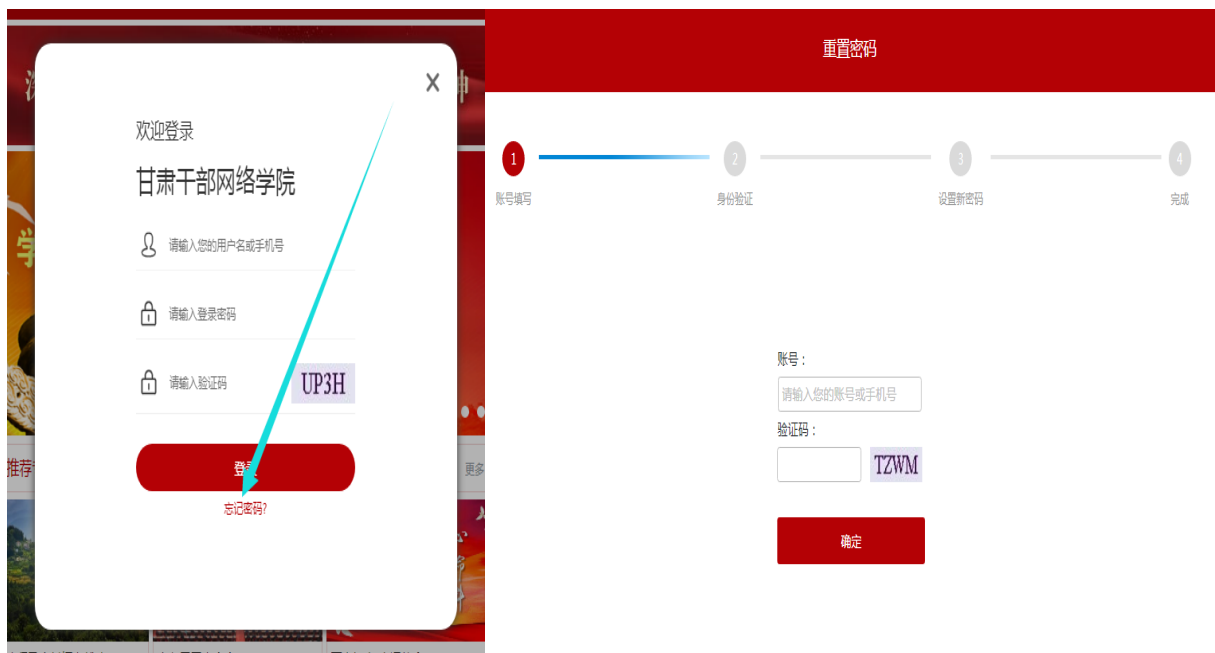 欢迎登录
甘肃干部网络学院
请输入您的用户名或手机号
请输入登录密码
请输入验证码
UP3H
忘记密码?
学
推荐
更多
重置密码
1
2
3
4
账号填写
身份验证
设置新密码
完成
账号：
请输入您的账号或手机号
验证码：
TZWM
确定